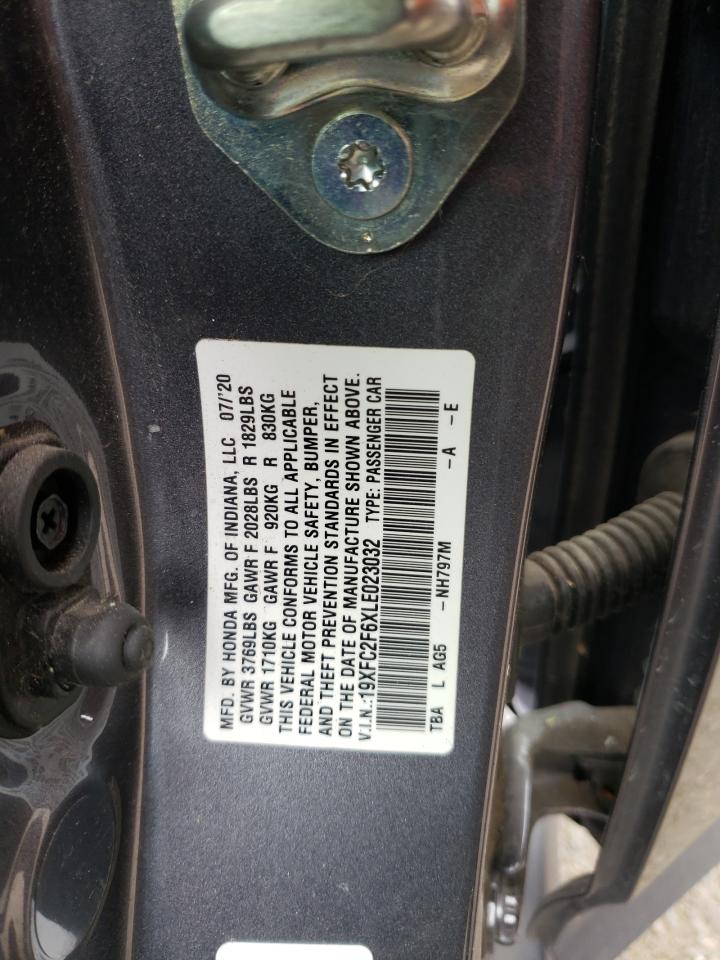 MFD. BY HONDA MFG. OF INDIANA, LLC 07/'20
GVWR 3769LBS GAWR F 2028LBS R 1829LBS
GVWR 1710KG GAWR F 920KG R 830KG
THIS VEHICLE CONFORMS TO ALL APPLICABLE
FEDERAL MOTOR VEHICLE SAFETY, BUMPER,
AND THEFT PREVENTION STANDARDS IN EFFECT
ON THE DATE OF MANUFACTURE SHOWN ABOVE.
V.I.N.:19XFC2F6XLE023032 TYPE: PASSENGER CAR
TBA L AG5 -NH797M -A -E